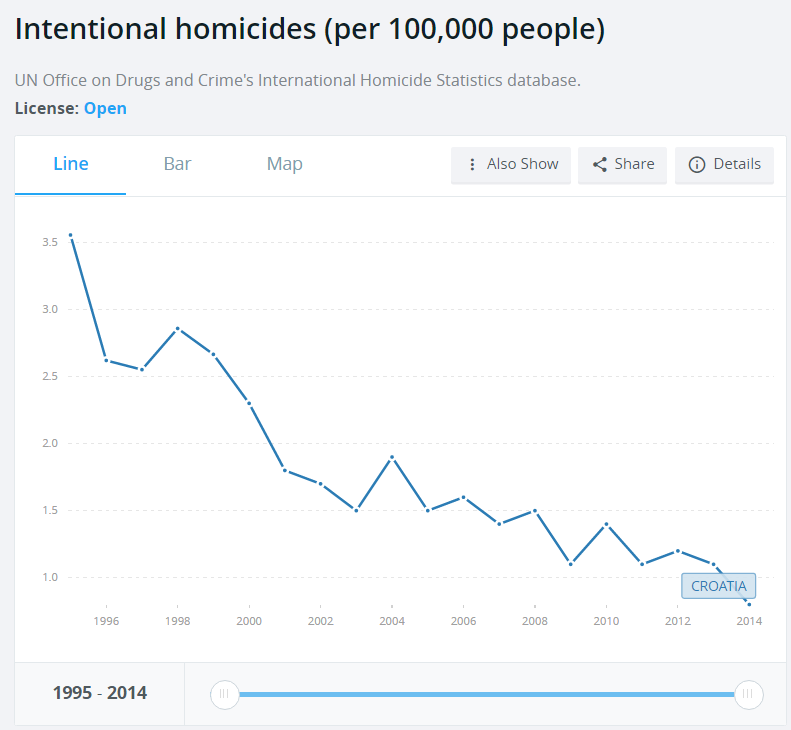 Intentional homicides (per 100,000 people)
UN Office on Drugs and Crime's International Homicide Statistics database.
License: Open
Line Bar Map Also Show Share Details
3.5
3.0
2.5
2.0
1.5
1.0
CROATIA
1996 1998 2000 2002 2004 2006 2008 2010 2012 2014
1995 - 2014